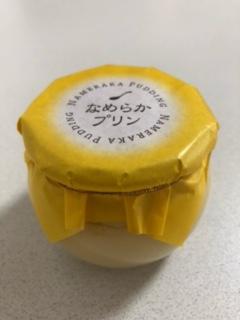 NAMERAKA PUDDING
なめらか
プリン
NAMERAKA PUDDING